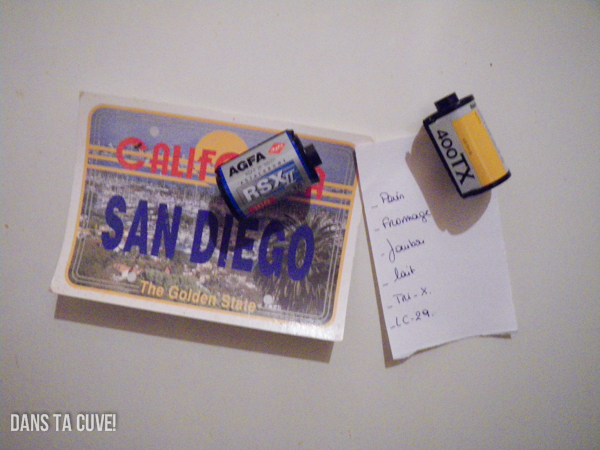 CALIFORNIA
SAN DIEGO
The Golden State
AGFA
RSX II
400TX
- Pain
- Fromage
- Jambon
- lait
- Tri-X.
- LC-29.
DANS TA CUVE!